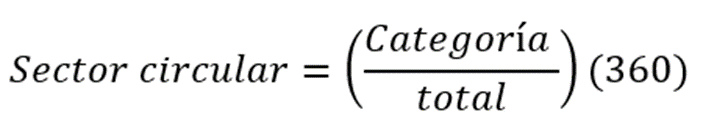 Sector circular = (Categoría / total) (360)